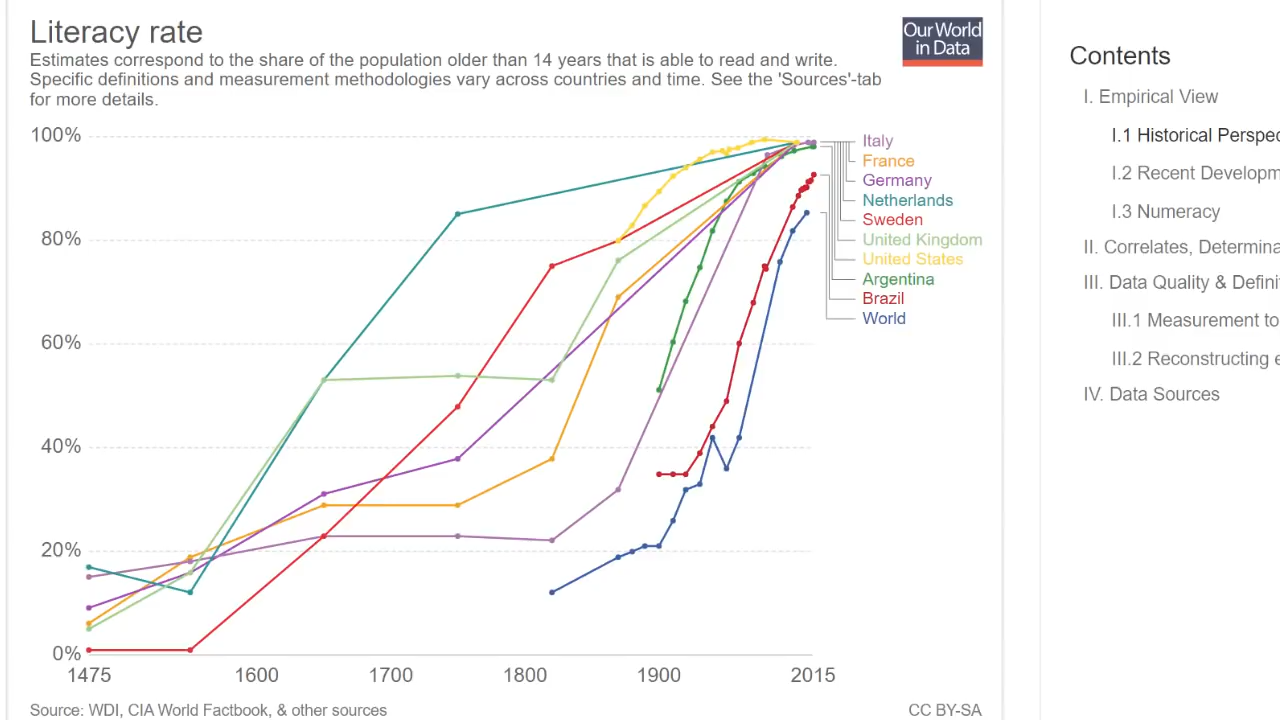 Literacy rate
Estimates correspond to the share of the population older than 14 years that is able to read and write.
Specific definitions and measurement methodologies vary across countries and time. See the 'Sources'-tab
for more details.
Our World
in Data
100%
80%
60%
40%
20%
0%
1475
1600
1700
1800
1900
2015
Italy
France
Germany
Netherlands
Sweden
United Kingdom
United States
Argentina
Brazil
World
Source: WDI, CIA World Factbook, & other sources
CC BY-SA
Contents
I. Empirical View
I.1 Historical Perspec
I.2 Recent Developm
I.3 Numeracy
II. Correlates, Determina
III. Data Quality & Defini
III.1 Measurement to
III.2 Reconstructing e
IV. Data Sources